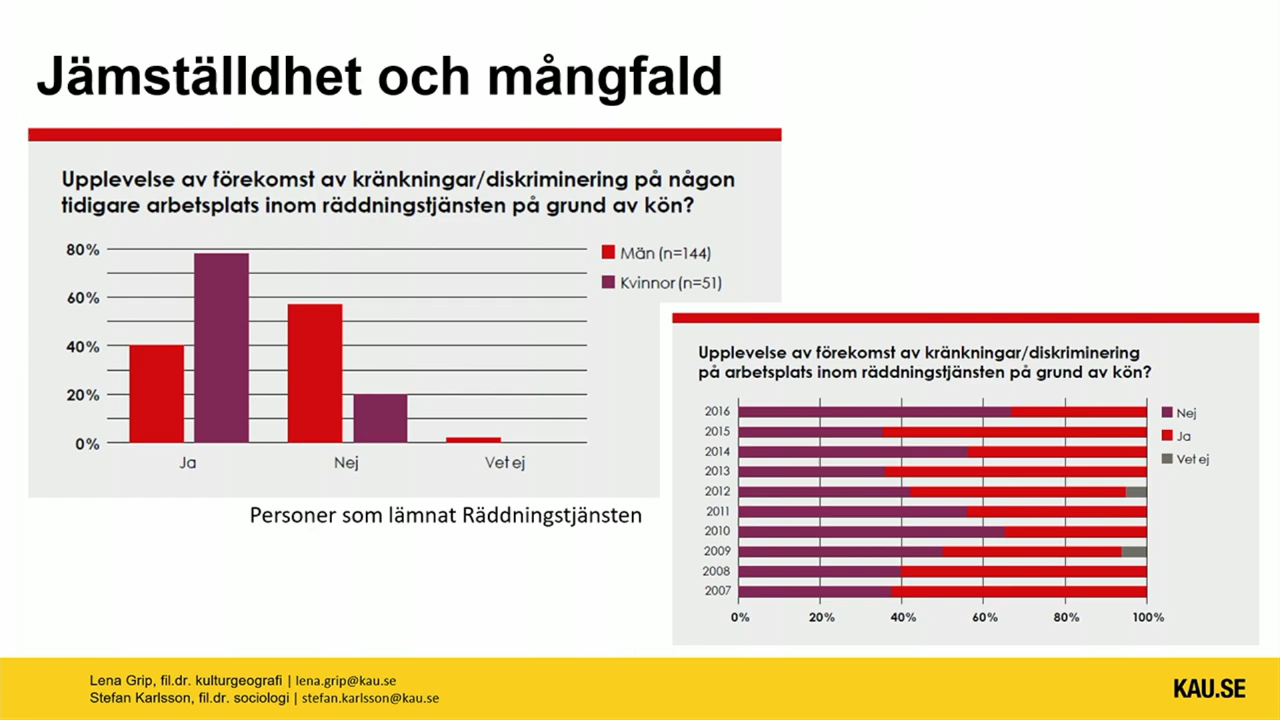 Jämställdhet och mångfald
Upplevelse av förekomst av kränkningar/diskriminering på någon
tidigare arbetsplats inom räddningstjänsten på grund av kön?
80%
60%
40%
20%
0%
Ja
Nej
Vet ej
Män (n=144)
Kvinnor (n=51)
Personer som lämnat Räddningstjänsten
Upplevelse av förekomst av kränkningar/diskriminering
på arbetsplats inom räddningstjänsten på grund av kön?
2016
2015
2014
2013
2012
2011
2010
2009
2008
2007
0%
20%
40%
60%
80%
100%
Nej
Ja
Vet ej
Lena Grip, fil.dr. kulturgeografi | lena.grip@kau.se
Stefan Karlsson, fil.dr. sociologi | stefan.karlsson@kau.se
KAU.SE